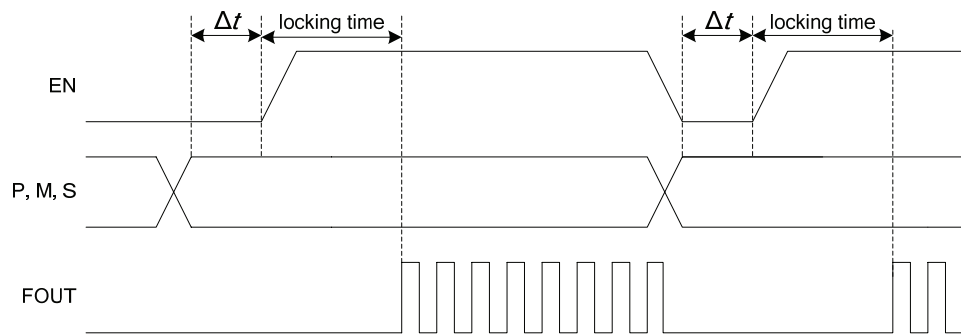 Δt locking time Δt locking time
EN
P, M, S
FOUT